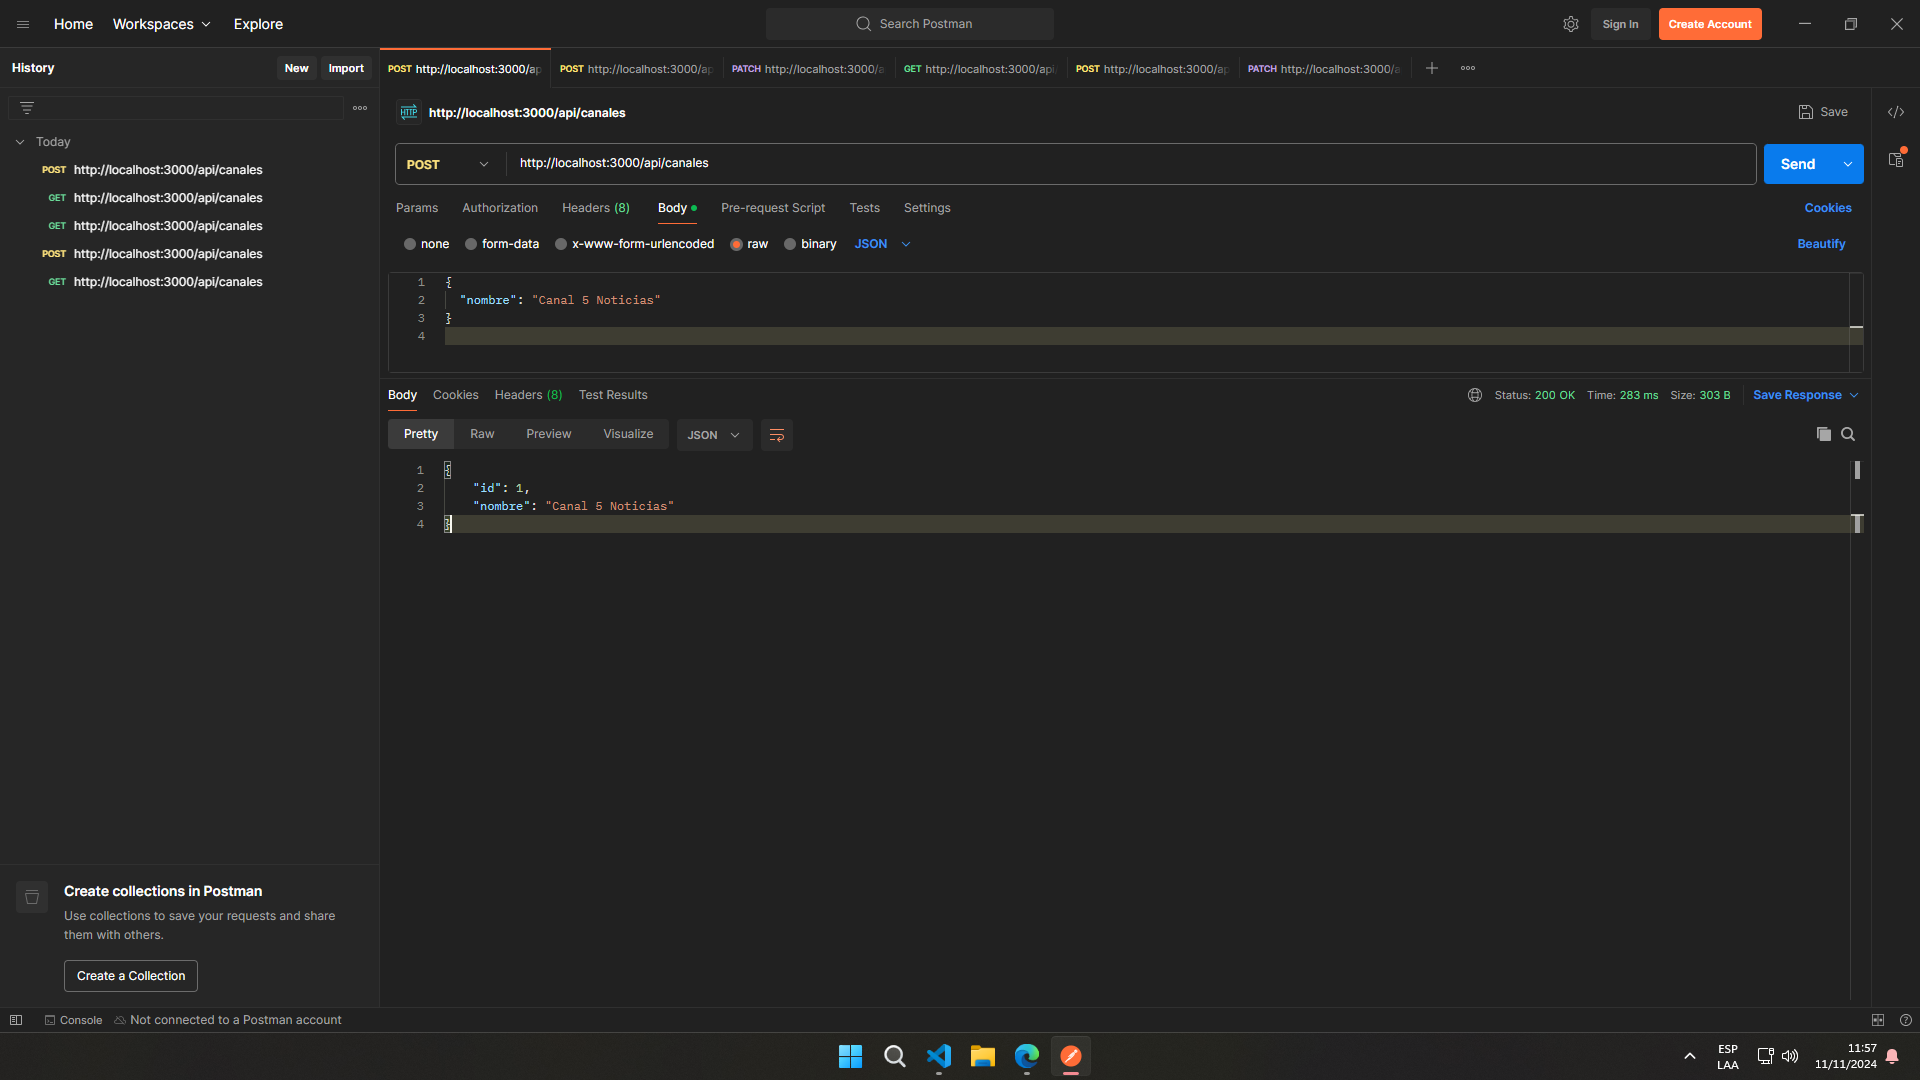 Home Workspaces Explore Search Postman Sign In Create Account
History New Import
POST http://localhost:3000/ap POST http://localhost:3000/ap PATCH http://localhost:3000/a GET http://localhost:3000/api POST http://localhost:3000/ap PATCH http://localhost:3000/a
Today
POST http://localhost:3000/api/canales
GET http://localhost:3000/api/canales
GET http://localhost:3000/api/canales
POST http://localhost:3000/api/canales
GET http://localhost:3000/api/canales
HTTP http://localhost:3000/api/canales Save
POST http://localhost:3000/api/canales Send
Params Authorization Headers (8) Body Pre-request Script Tests Settings Cookies
none form-data x-www-form-urlencoded raw binary JSON Beautify
1 {
2 "nombre": "Canal 5 Noticias"
3 }
4
Body Cookies Headers (8) Test Results Status: 200 OK Time: 283 ms Size: 303 B Save Response
Pretty Raw Preview Visualize JSON
1 {
2 "id": 1,
3 "nombre": "Canal 5 Noticias"
4 }
Create collections in Postman
Use collections to save your requests and share
them with others.
Create a Collection
Console Not connected to a Postman account
ESP
LAA
11:57
11/11/2024